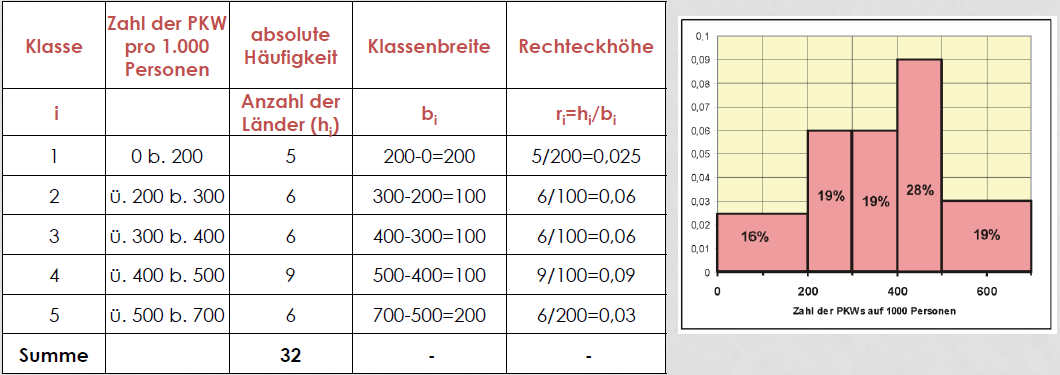 Klasse Zahl der PKW pro 1.000 Personen absolute Häufigkeit Klassenbreite Rechteckhöhe
i Anzahl der Länder (hi) bi ri=hi/bi
1 0 b. 200 5 200-0=200 5/200=0,025
2 ü. 200 b. 300 6 300-200=100 6/100=0,06
3 ü. 300 b. 400 6 400-300=100 6/100=0,06
4 ü. 400 b. 500 9 500-400=100 9/100=0,09
5 ü. 500 b. 700 6 700-500=200 6/200=0,03
Summe 32 - -
0,1
0,09
0,08
0,07
0,06
0,05
0,04
0,03
0,02
0,01
0
16% 19% 19% 28% 19%
0 200 400 600
Zahl der PKWs auf 1000 Personen